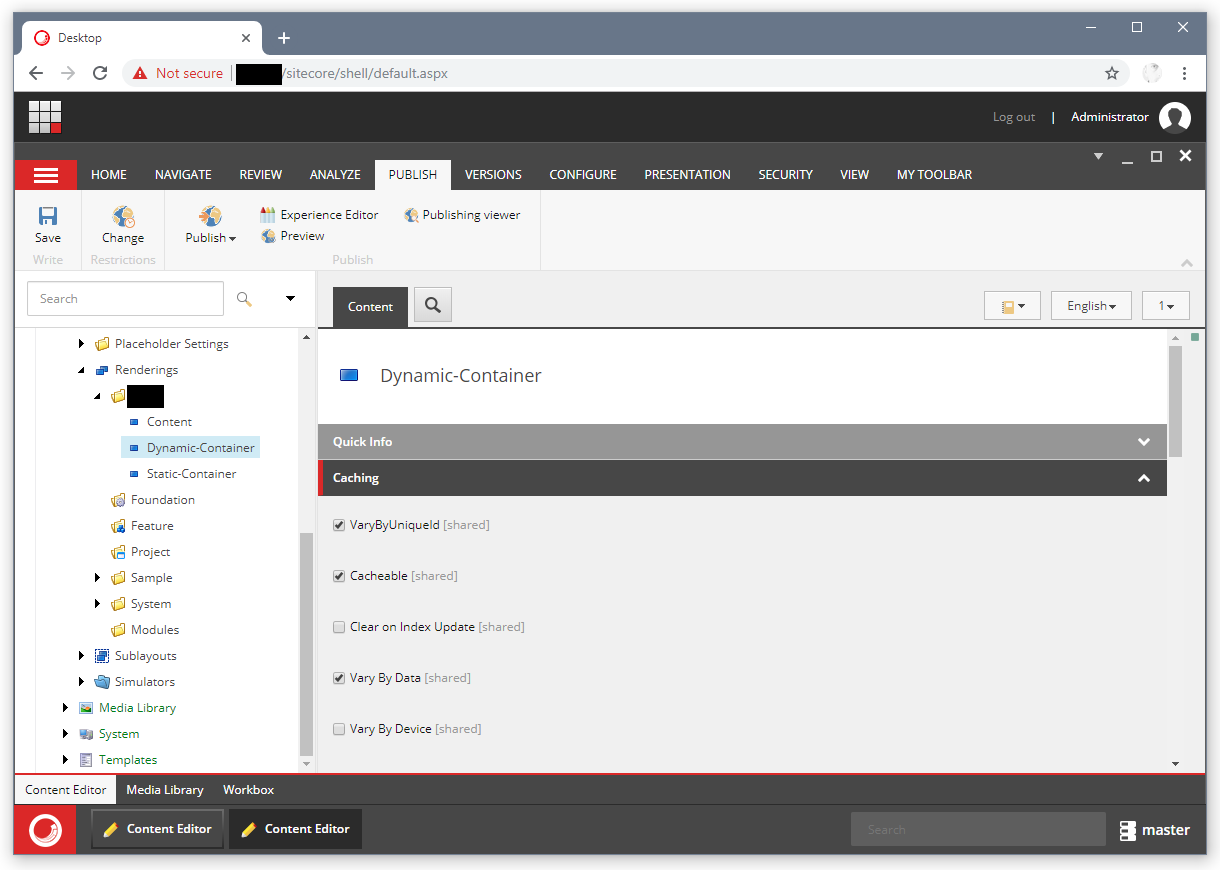 Desktop
Not secure
/sitecore/shell/default.aspx
Log out | Administrator
HOME NAVIGATE REVIEW ANALYZE PUBLISH VERSIONS CONFIGURE PRESENTATION SECURITY VIEW MY TOOLBAR
Save
Write
Change
Restrictions
Publish
Experience Editor
Preview
Publishing viewer
Publish
Search
Content
English
1
Placeholder Settings
Renderings
Content
Dynamic-Container
Static-Container
Foundation
Feature
Project
Sample
System
Modules
Sublayouts
Simulators
Media Library
System
Templates
Dynamic-Container
Quick Info
Caching
VaryByUniqueId [shared]
Cacheable [shared]
Clear on Index Update [shared]
Vary By Data [shared]
Vary By Device [shared]
Content Editor Media Library Workbox
Content Editor
Content Editor
Search
master